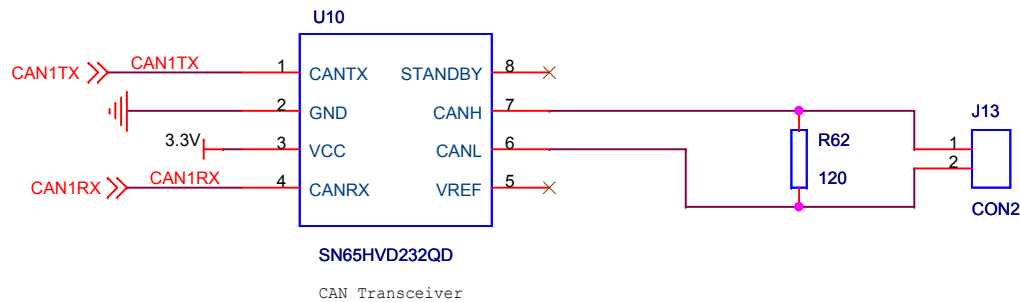 U10
CAN1TX CAN1TX 1 CANTX STANDBY 8
2 GND CANH 7
J13
3.3V 3 VCC CANL 6 R62 1
2
CAN1RX CAN1RX 4 CANRX VREF 5 120
CON2
SN65HVD232QD
CAN Transceiver